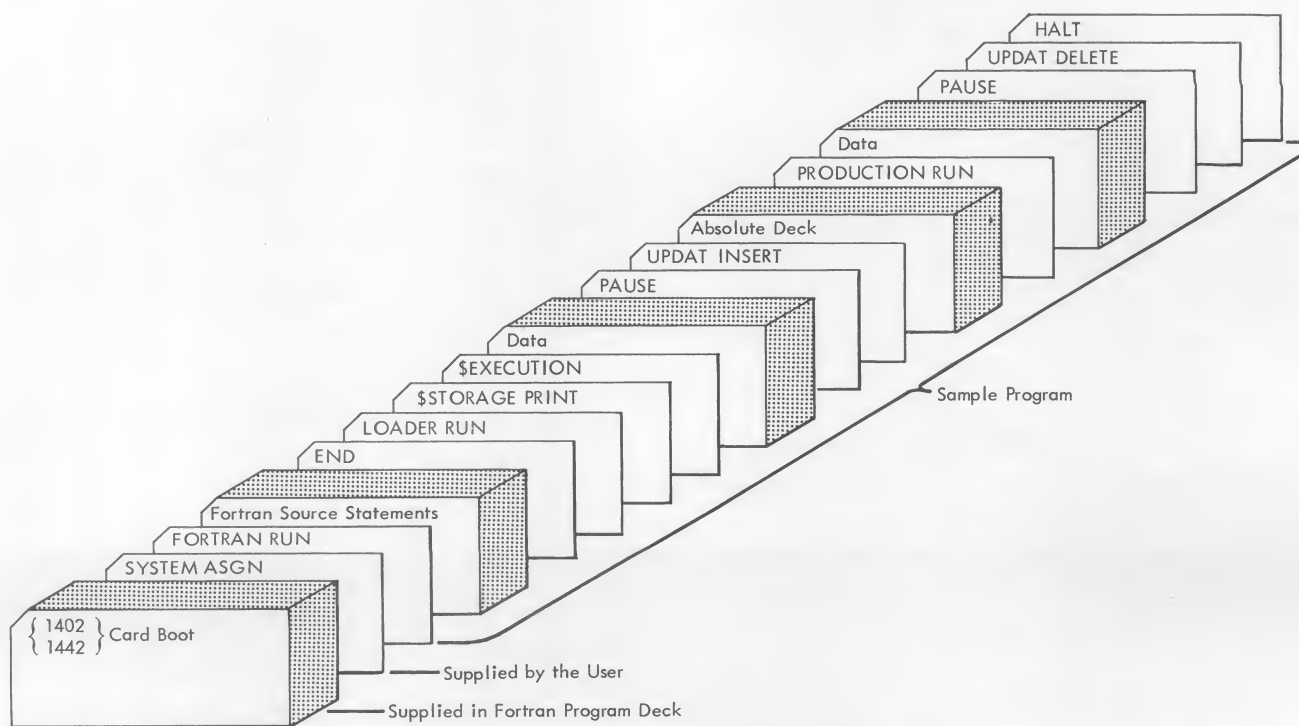 HALT
UPDAT DELETE
PAUSE
Data
PRODUCTION RUN
Absolute Deck
UPDAT INSERT
PAUSE
Data
$EXECUTION
$STORAGE PRINT
LOADER RUN
END
Fortran Source Statements
FORTRAN RUN
SYSTEM ASGN
{ 1402 } Card Boot
{ 1442 }
Sample Program
Supplied by the User
Supplied in Fortran Program Deck